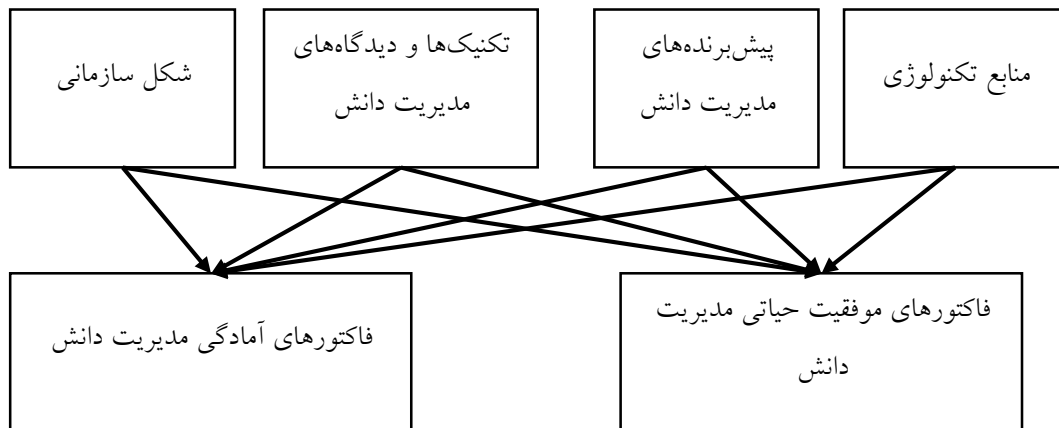 منابع تکنولوژی
پیش‌برنده‌های
مدیریت دانش
تکنیک‌ها و دیدگاه‌های
مدیریت دانش
شکل سازمانی
فاکتورهای موفقیت حیاتی مدیریت
دانش
فاکتورهای آمادگی مدیریت دانش